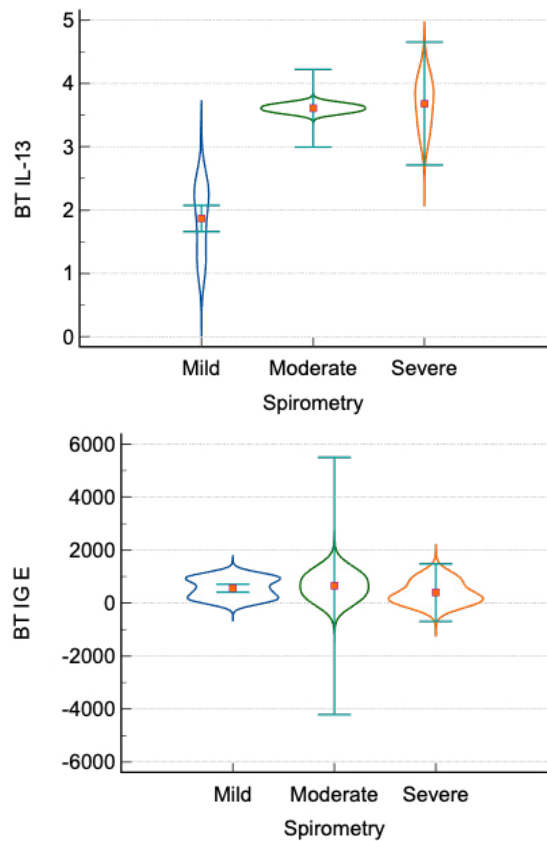 5
4
3
2
1
0
BT IL-13
Mild Moderate Severe
Spirometry
6000
4000
2000
0
-2000
-4000
-6000
BT IG E
Mild Moderate Severe
Spirometry